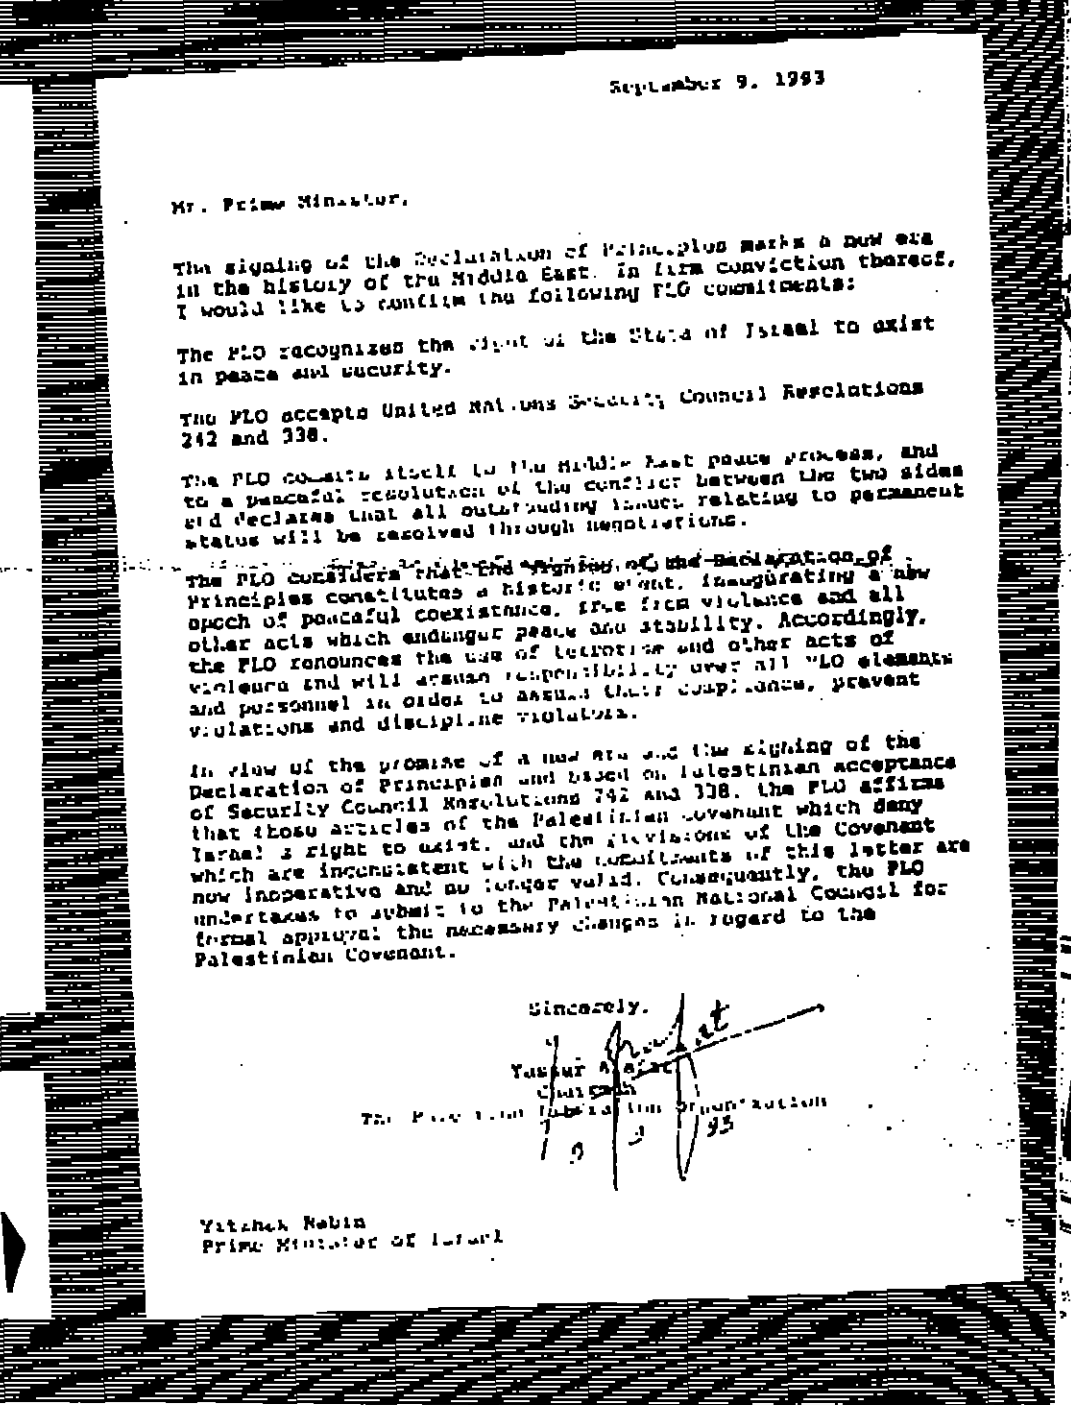 September 9, 1993
Mr. Prime Minister,
The signing of the Declaration of Principles marks a new era
in the history of the Middle East. In firm conviction thereof,
I would like to confirm the following PLO commitments:
The PLO recognizes the right of the State of Israel to exist
in peace and security.
The PLO accepts United Nations Security Council Resolutions
242 and 338.
The PLO commits itself to the Middle East peace process, and
to a peaceful resolution of the conflict between the two sides
and declares that all outstanding issues relating to permanent
status will be resolved through negotiations.
The PLO considers that the signing of the Declaration of
Principles constitutes a historic event, inaugurating a new
epoch of peaceful coexistence, free from violence and all
other acts which endanger peace and stability. Accordingly,
the PLO renounces the use of terrorism and other acts of
violence and will assume responsibility over all PLO elements
and personnel in order to assure their compliance, prevent
violations and discipline violators.
In view of the promise of a new era and the signing of the
Declaration of Principles and based on Palestinian acceptance
of Security Council Resolutions 242 and 338, the PLO affirms
that those articles of the Palestinian Covenant which deny
Israel's right to exist, and the provisions of the Covenant
which are inconsistent with the commitments of this letter are
now inoperative and no longer valid. Consequently, the PLO
undertakes to submit to the Palestinian National Council for
formal approval the necessary changes in regard to the
Palestinian Covenant.
Sincerely,
Yasser Arafat
Chairman
The Palestine Liberation Organization
9 9 93
Yitzhak Rabin
Prime Minister of Israel